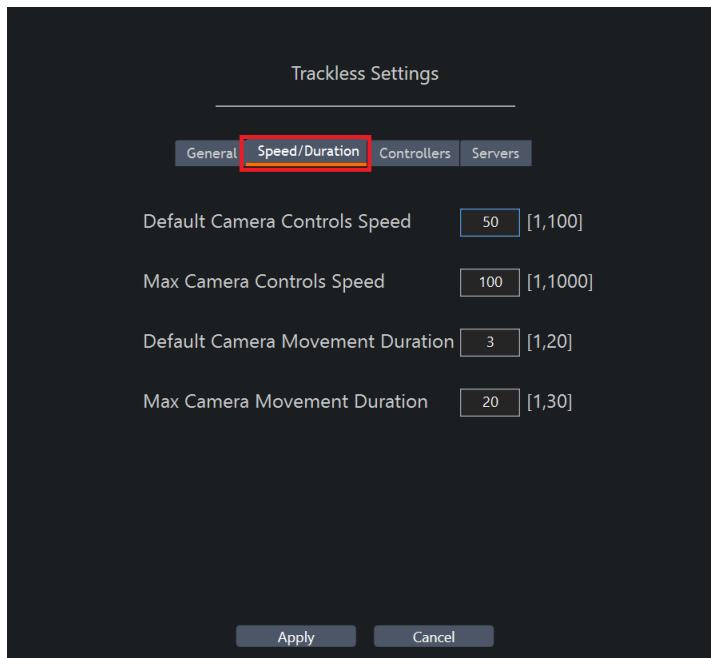 Trackless Settings
General Speed/Duration Controllers Servers
Default Camera Controls Speed 50 [1,100]
Max Camera Controls Speed 100 [1,1000]
Default Camera Movement Duration 3 [1,20]
Max Camera Movement Duration 20 [1,30]
Apply Cancel